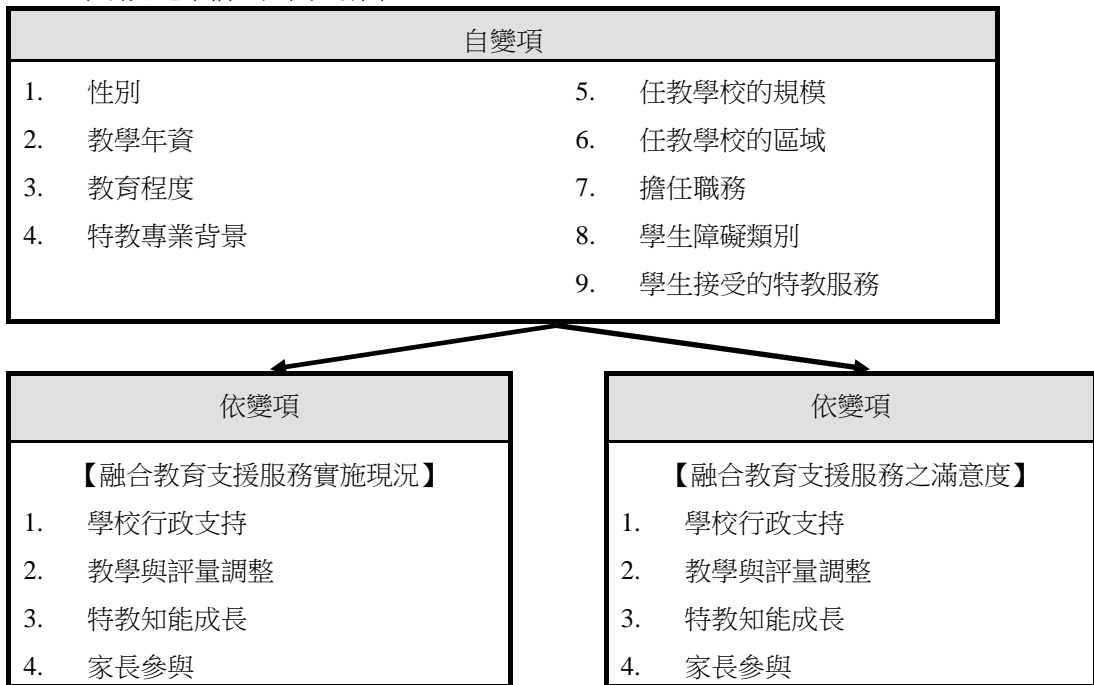 自變項
1. 性別
2. 教學年資
3. 教育程度
4. 特教專業背景
5. 任教學校的規模
6. 任教學校的區域
7. 擔任職務
8. 學生障礙類別
9. 學生接受的特教服務
依變項
【融合教育支援服務實施現況】
1. 學校行政支持
2. 教學與評量調整
3. 特教知能成長
4. 家長參與
依變項
【融合教育支援服務之滿意度】
1. 學校行政支持
2. 教學與評量調整
3. 特教知能成長
4. 家長參與